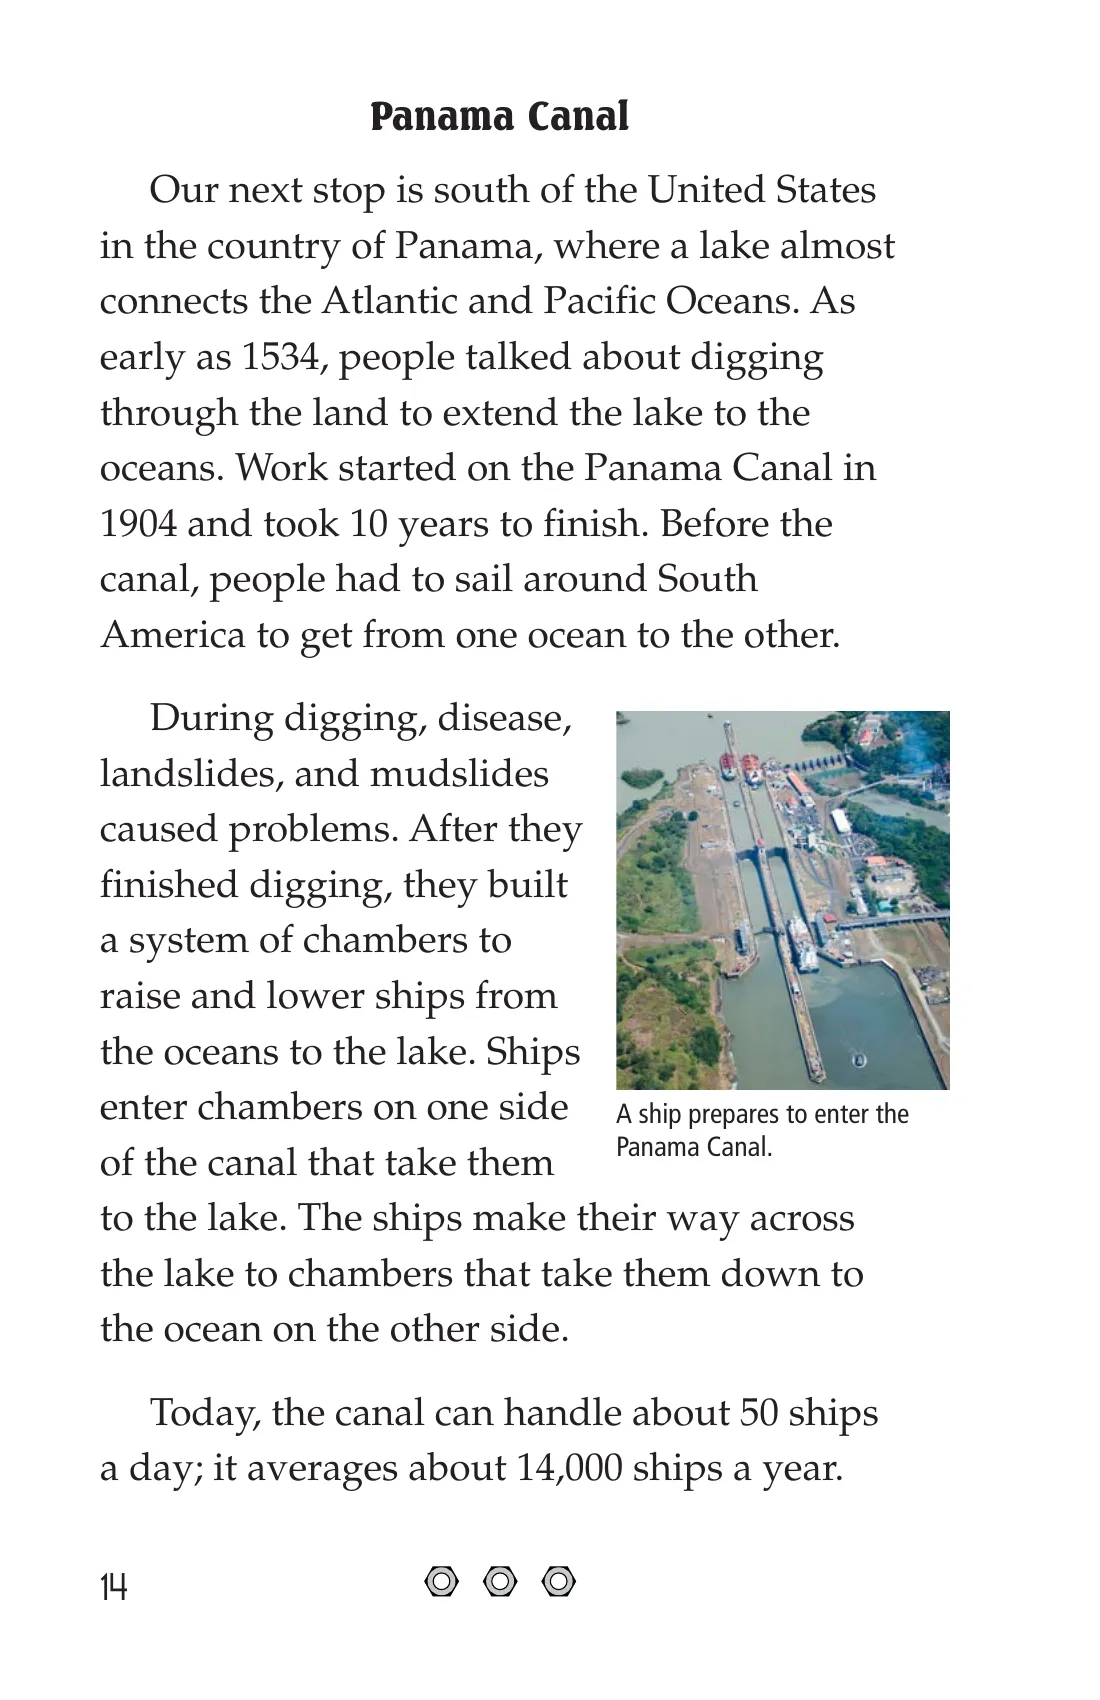 Panama Canal
Our next stop is south of the United States
in the country of Panama, where a lake almost
connects the Atlantic and Pacific Oceans. As
early as 1534, people talked about digging
through the land to extend the lake to the
oceans. Work started on the Panama Canal in
1904 and took 10 years to finish. Before the
canal, people had to sail around South
America to get from one ocean to the other.
During digging, disease,
landslides, and mudslides
caused problems. After they
finished digging, they built
a system of chambers to
raise and lower ships from
the oceans to the lake. Ships
enter chambers on one side
of the canal that take them
to the lake. The ships make their way across
the lake to chambers that take them down to
the ocean on the other side.
A ship prepares to enter the
Panama Canal.
Today, the canal can handle about 50 ships
a day; it averages about 14,000 ships a year.
14